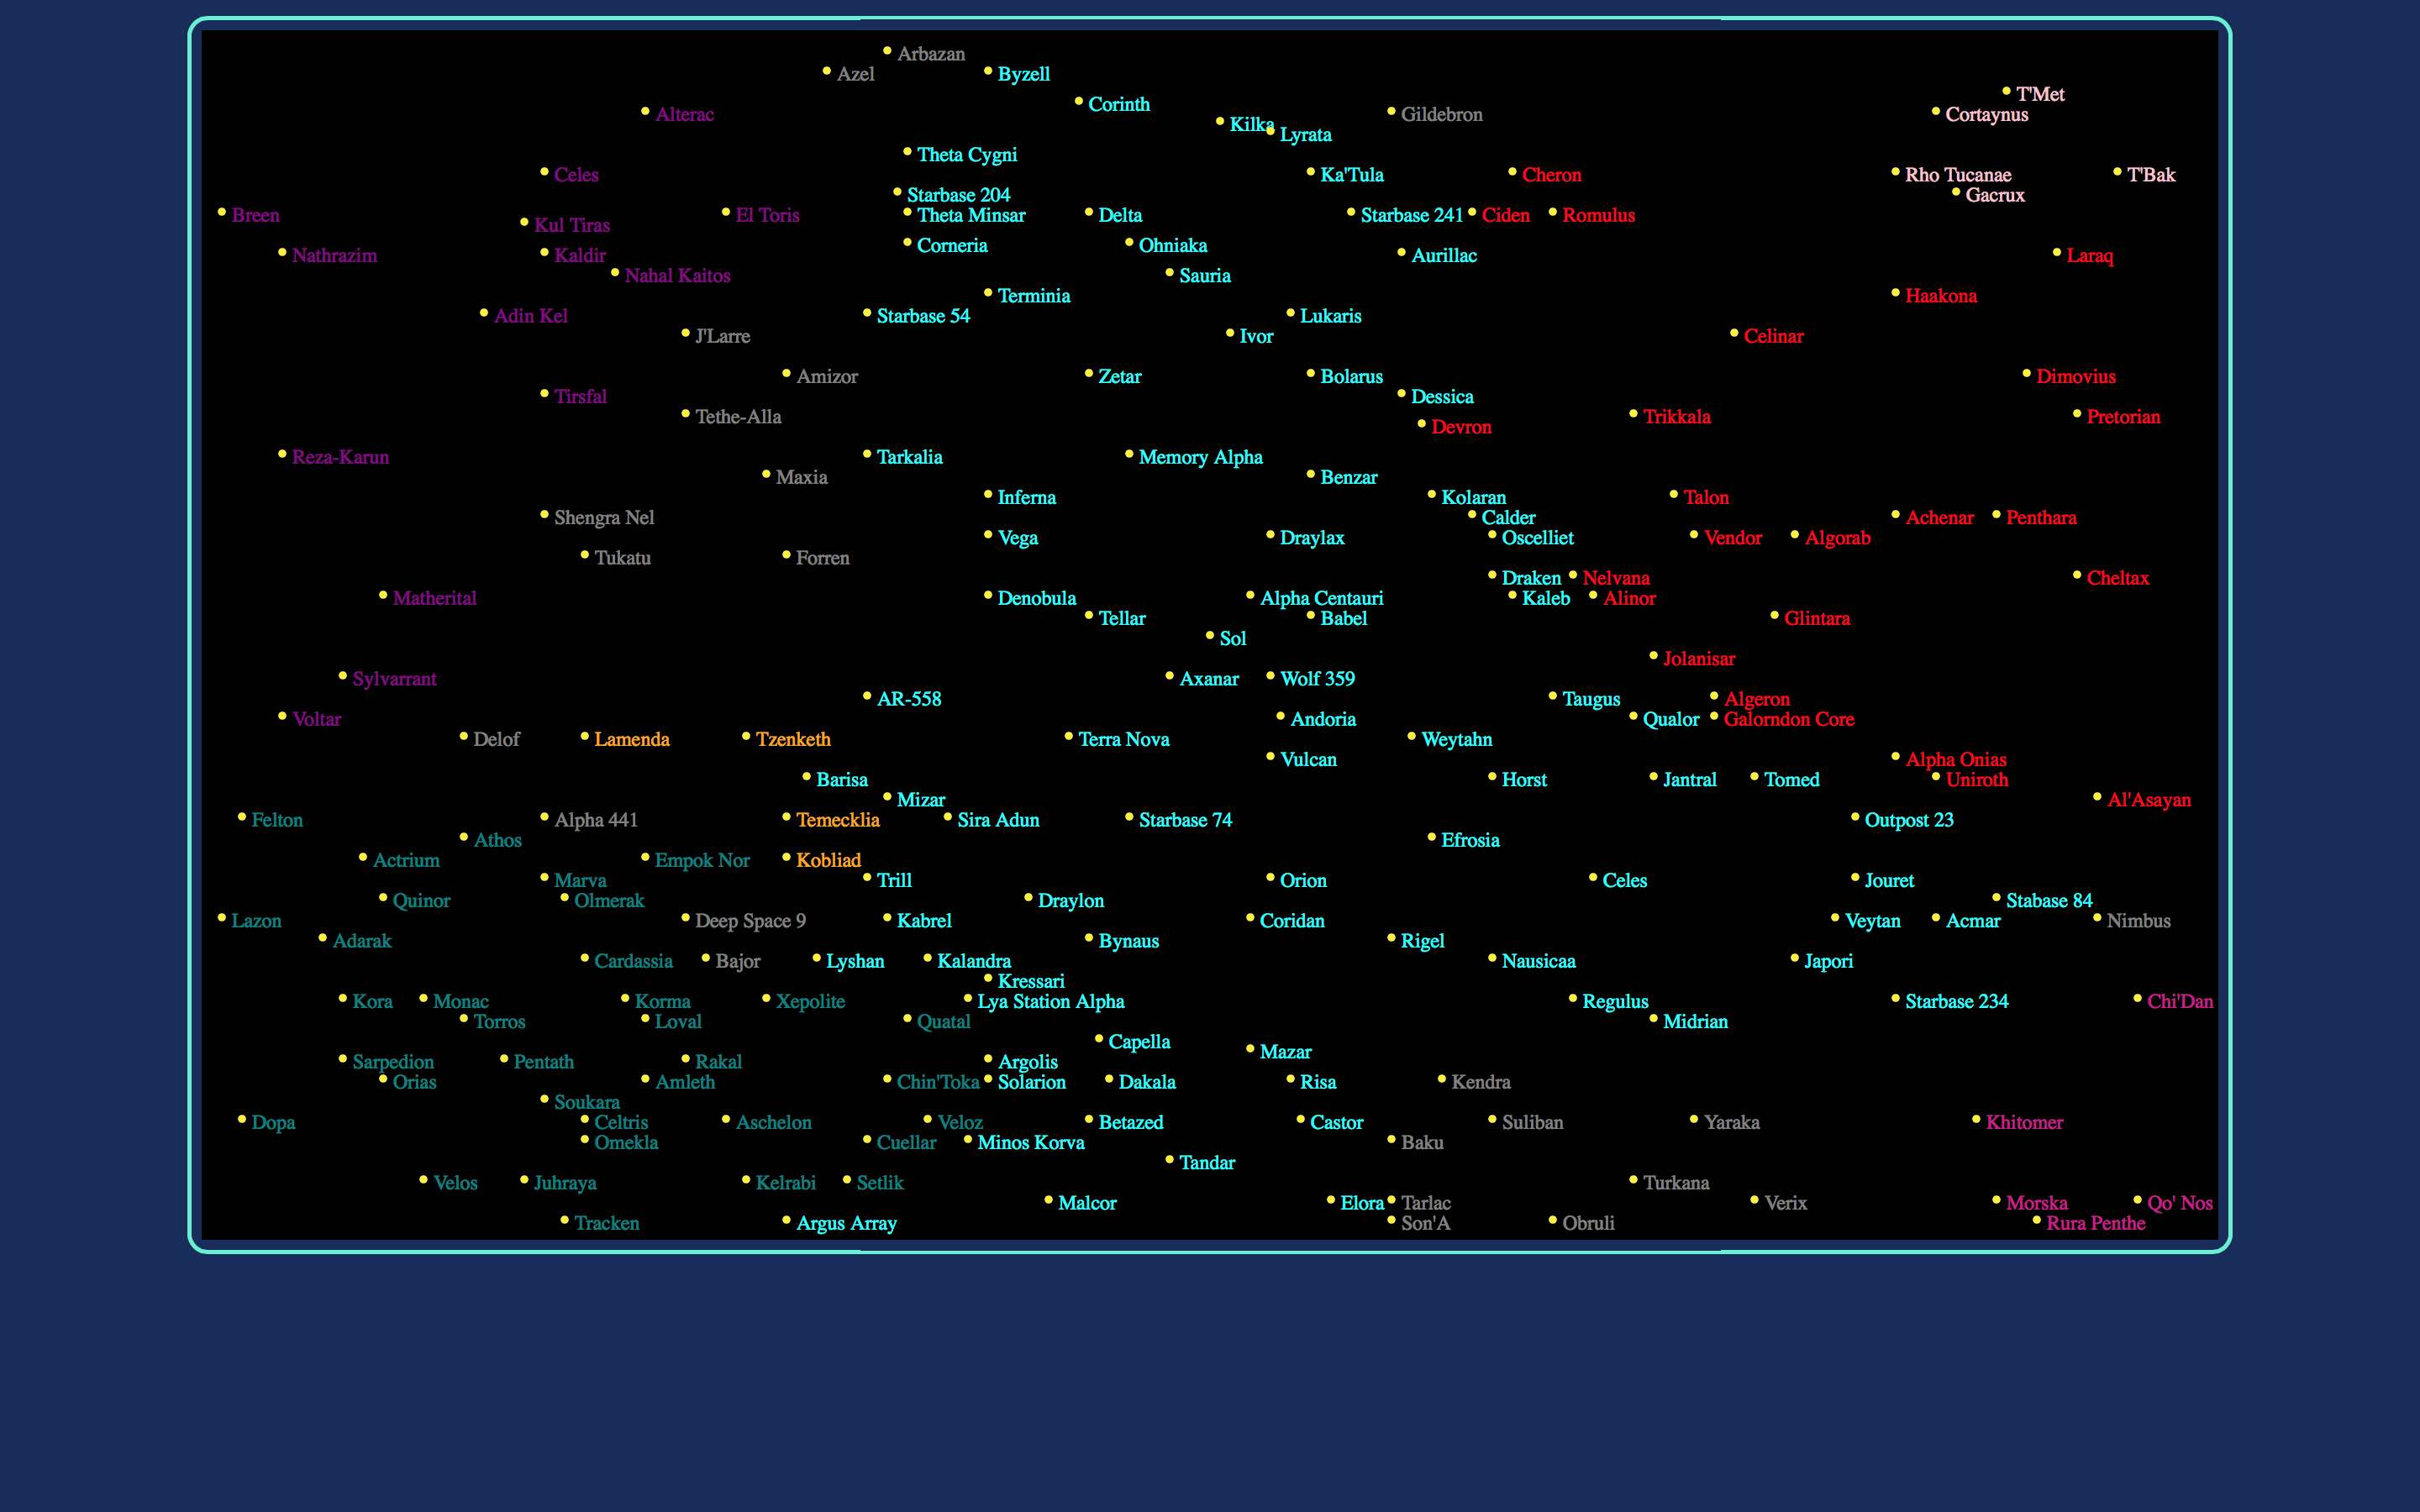 Arbazan
Azel
Byzell
T'Met
Corinth
Alterac
Gildebron
Cortaynus
Kilka
Lyrata
Theta Cygni
Celes
Ka'Tula
Cheron
Rho Tucanae
T'Bak
Starbase 204
Gacrux
Breen
El Toris
Theta Minsar
Delta
Starbase 241
Ciden
Romulus
Kul Tiras
Corneria
Ohniaka
Nathrazim
Kaldir
Aurillac
Laraq
Nahal Kaitos
Sauria
Terminia
Haakona
Adin Kel
Starbase 54
Lukaris
J'Larre
Ivor
Celinar
Amizor
Zetar
Bolarus
Dimovius
Tirsfal
Dessica
Tethe-Alla
Trikkala
Pretorian
Devron
Reza-Karun
Tarkalia
Memory Alpha
Maxia
Benzar
Inferna
Kolaran
Talon
Shengra Nel
Calder
Achenar
Penthara
Vega
Draylax
Oscelliet
Vendor
Algorab
Tukatu
Forren
Draken
Nelvana
Cheltax
Matherital
Denobula
Alpha Centauri
Kaleb
Alinor
Tellar
Babel
Glintara
Sol
Jolanisar
Sylvarrant
Axanar
Wolf 359
AR-558
Taugus
Algeron
Voltar
Andoria
Qualor
Galorndon Core
Delof
Lamenda
Tzenketh
Terra Nova
Weytahn
Vulcan
Alpha Onias
Barisa
Horst
Jantral
Tomed
Uniroth
Mizar
Al'Asayan
Felton
Alpha 441
Temecklia
Sira Adun
Starbase 74
Outpost 23
Athos
Efrosia
Actrium
Empok Nor
Kobliad
Marva
Trill
Orion
Celes
Jouret
Quinor
Olmerak
Draylon
Stabase 84
Lazon
Deep Space 9
Kabrel
Coridan
Veytan
Acmar
Nimbus
Adarak
Bynaus
Rigel
Cardassia
Bajor
Lyshan
Kalandra
Nausicaa
Japori
Kressari
Kora
Monac
Korma
Xepolite
Lya Station Alpha
Regulus
Starbase 234
Chi'Dan
Torros
Loval
Quatal
Midrian
Capella
Mazar
Sarpedion
Pentath
Rakal
Argolis
Orias
Amleth
Chin'Toka
Solarion
Dakala
Risa
Kendra
Soukara
Dopa
Celtris
Aschelon
Veloz
Betazed
Castor
Suliban
Yaraka
Khitomer
Omekla
Cuellar
Minos Korva
Baku
Tandar
Velos
Juhraya
Kelrabi
Setlik
Turkana
Malcor
Elora
Tarlac
Verix
Morska
Qo' Nos
Tracken
Argus Array
Son'A
Obruli
Rura Penthe